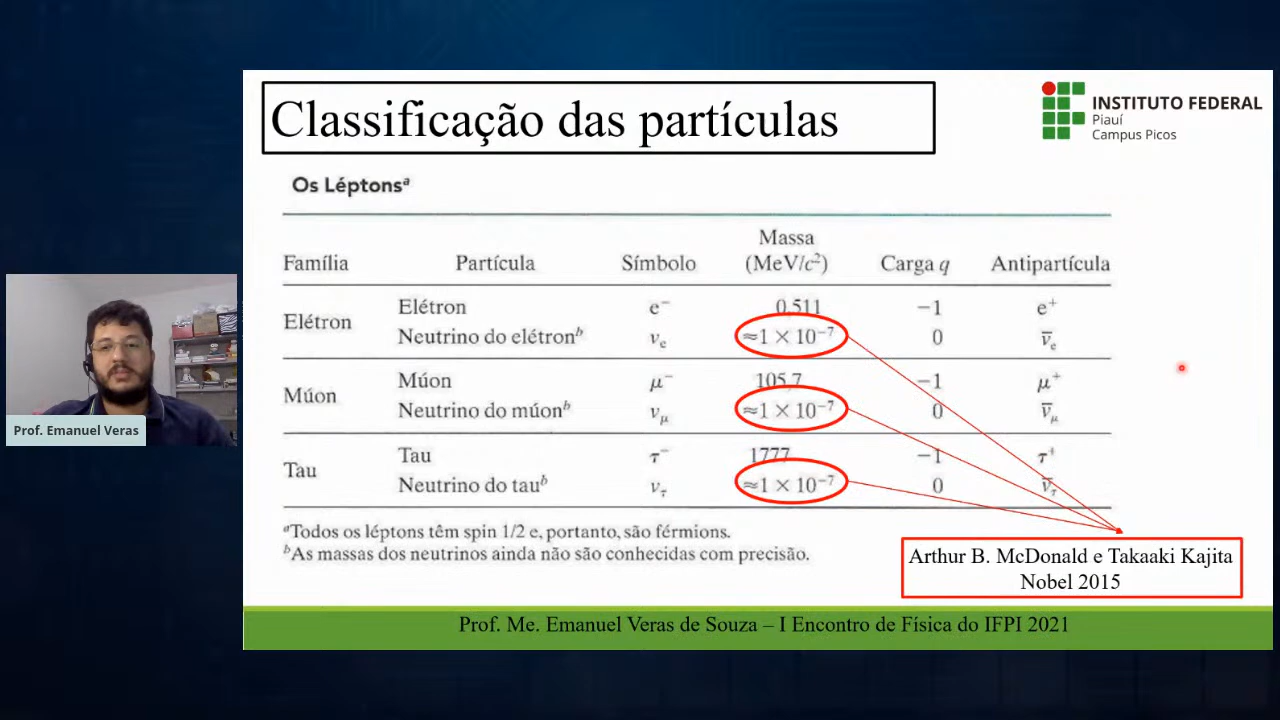 Classificação das partículas
INSTITUTO FEDERAL
Piauí
Campus Picos
Os Léptonsᵃ
Família Partícula Símbolo Massa (MeV/c²) Carga q Antipartícula
Elétron
Elétron e⁻ 0,511 −1 e⁺
Neutrino do elétronᵇ νₑ ≈1 × 10⁻⁷ 0 ν̅ₑ
Múon
Múon μ⁻ 105,7 −1 μ⁺
Neutrino do múonᵇ ν_μ ≈1 × 10⁻⁷ 0 ν̅_μ
Tau
Tau τ⁻ 1777 −1 τ⁺
Neutrino do tauᵇ ν_τ ≈1 × 10⁻⁷ 0 ν̅_τ
ᵃTodos os léptons têm spin 1/2 e, portanto, são férmions.
ᵇAs massas dos neutrinos ainda não são conhecidas com precisão.
Arthur B. McDonald e Takaaki Kajita
Nobel 2015
Prof. Me. Emanuel Veras de Souza – I Encontro de Física do IFPI 2021
Prof. Emanuel Veras